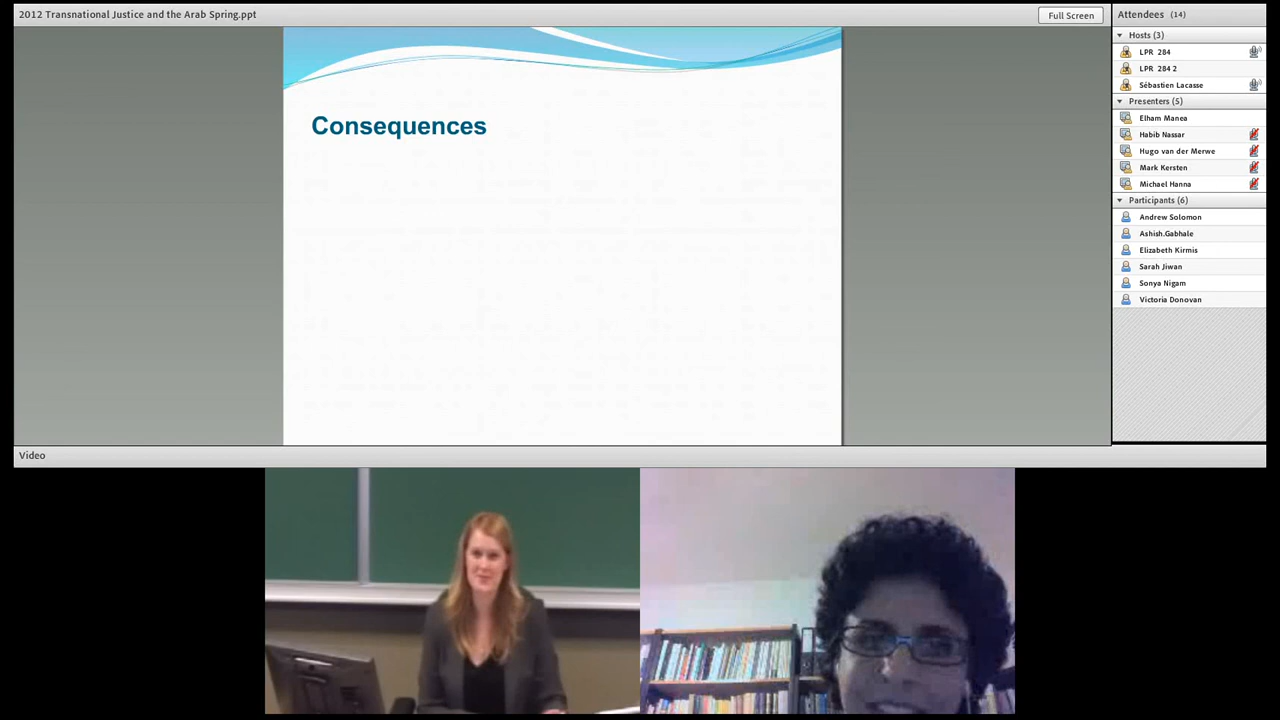 2012 Transnational Justice and the Arab Spring.ppt
Full Screen
Consequences
Attendees (14)
Hosts (3)
LPR 284
LPR 284 2
Sébastien Lacasse
Presenters (5)
Elham Manea
Habib Nassar
Hugo van der Merwe
Mark Kersten
Michael Hanna
Participants (6)
Andrew Solomon
Ashish.Gabhale
Elizabeth Kirmis
Sarah Jiwan
Sonya Nigam
Victoria Donovan
Video